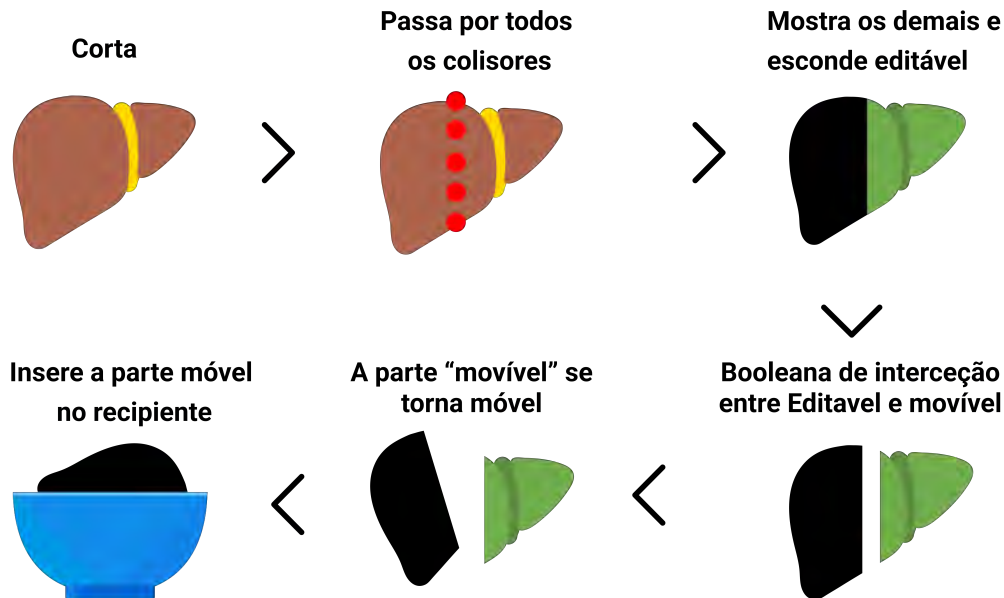 Corta
Passa por todos
os colisores
Mostra os demais e
esconde editável
Booleana de interceção
entre Editavel e movível
A parte “movível” se
torna móvel
Insere a parte móvel
no recipiente